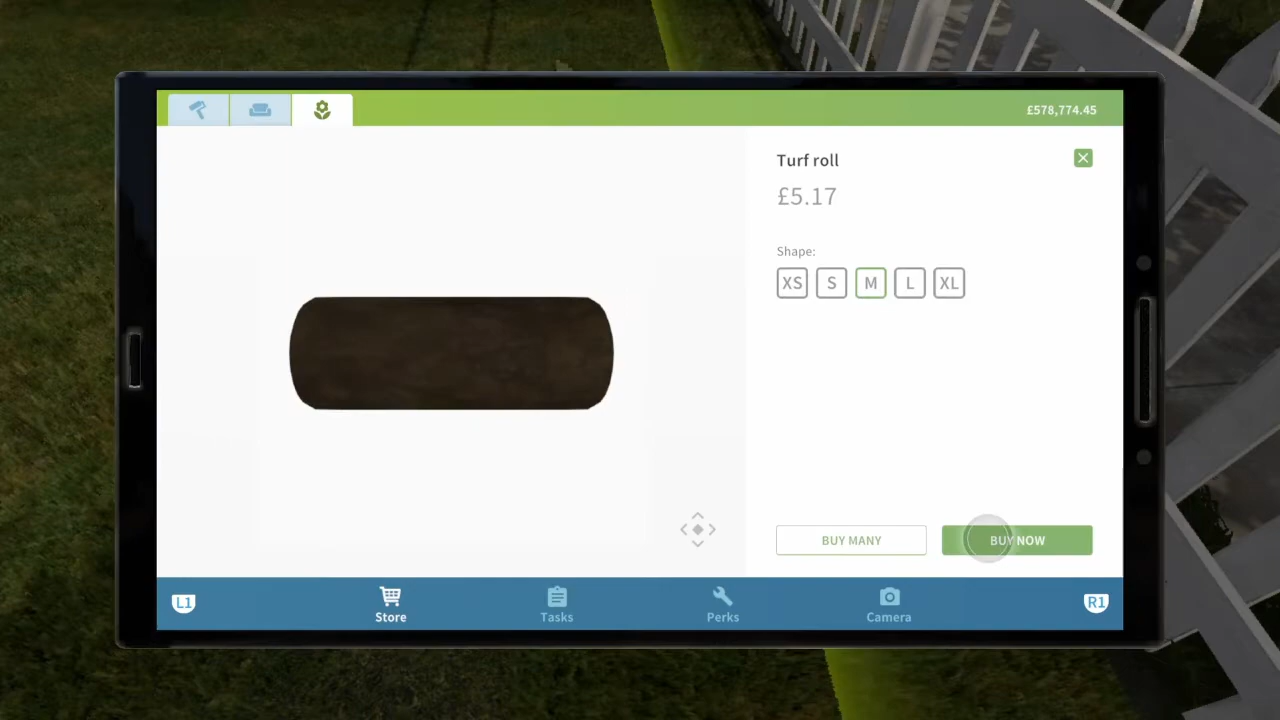 £578,774.45
Turf roll
£5.17
Shape:
XS S M L XL
BUY MANY BUY NOW
L1 Store Tasks Perks Camera R1